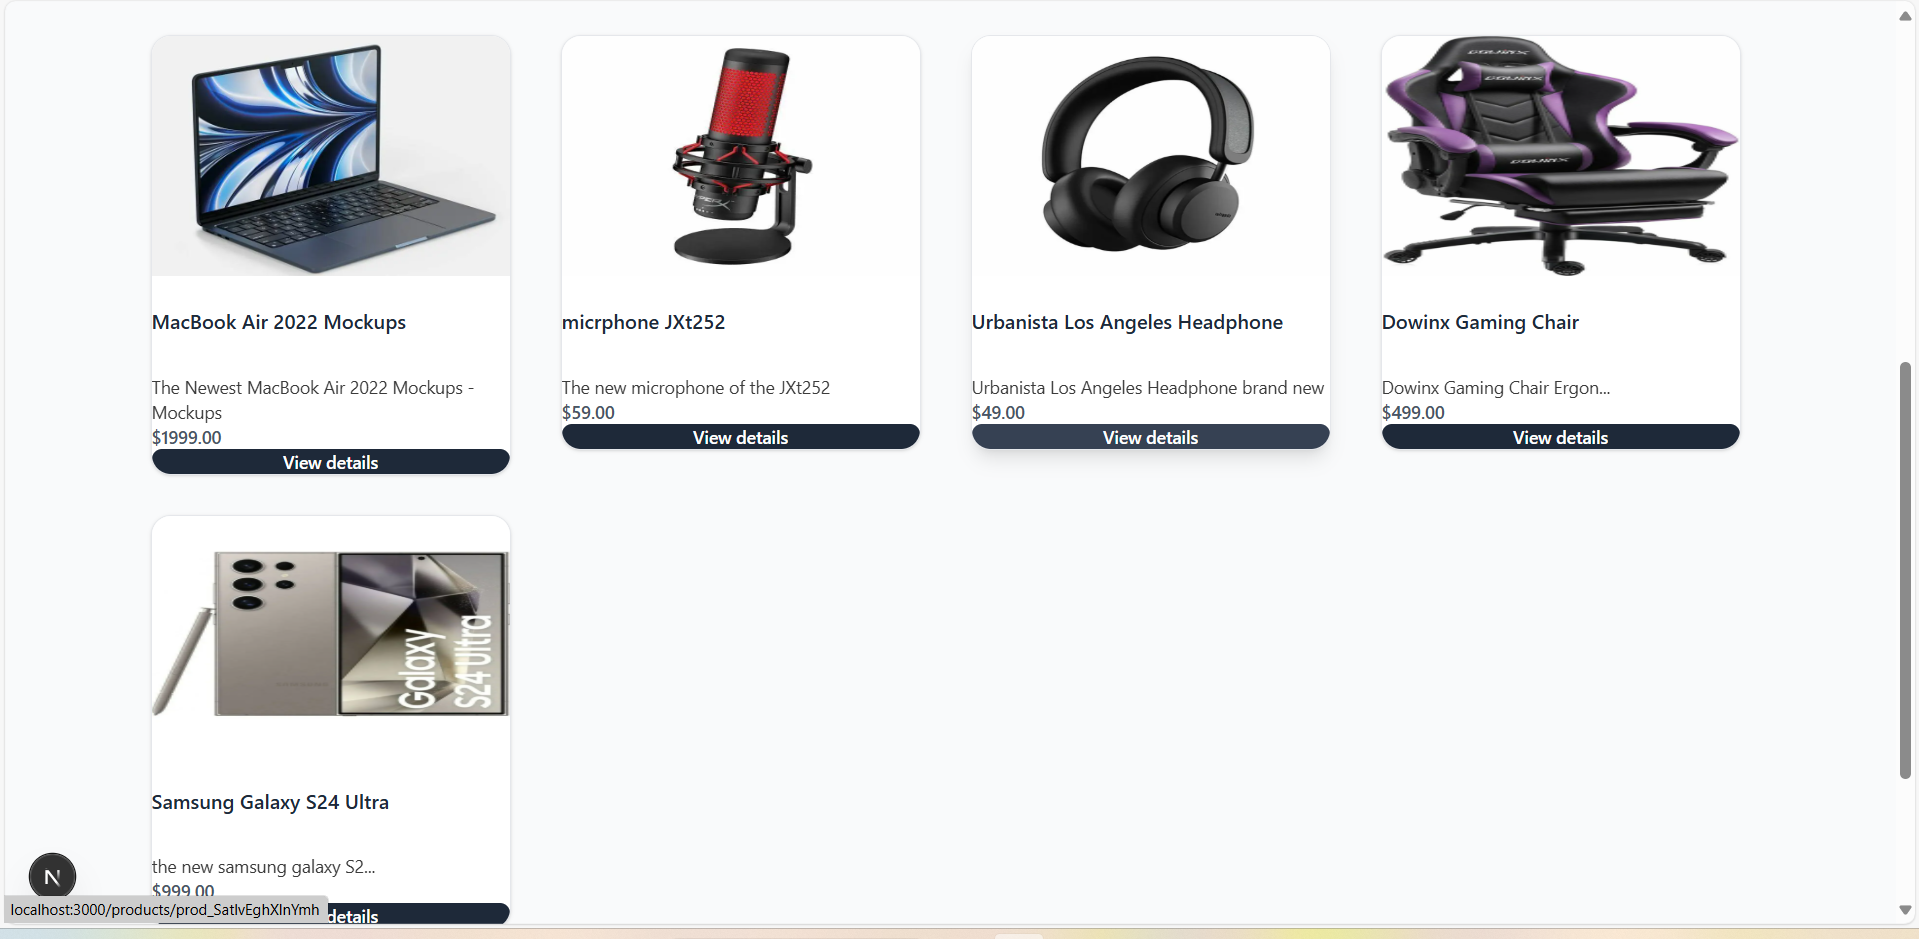 DOWINX
DOWINX
DOWINX
MacBook Air 2022 Mockups
micrphone JXt252
Urbanista Los Angeles Headphone
Dowinx Gaming Chair
The Newest MacBook Air 2022 Mockups -
Mockups
$1999.00
View details
The new microphone of the JXt252
$59.00
View details
Urbanista Los Angeles Headphone brand new
$49.00
View details
Dowinx Gaming Chair Ergon...
$499.00
View details
Galaxy
S24 Ultra
Samsung Galaxy S24 Ultra
the new samsung galaxy S2...
$999.00
details
N
localhost:3000/products/prod_SatlvEghXlnYmh